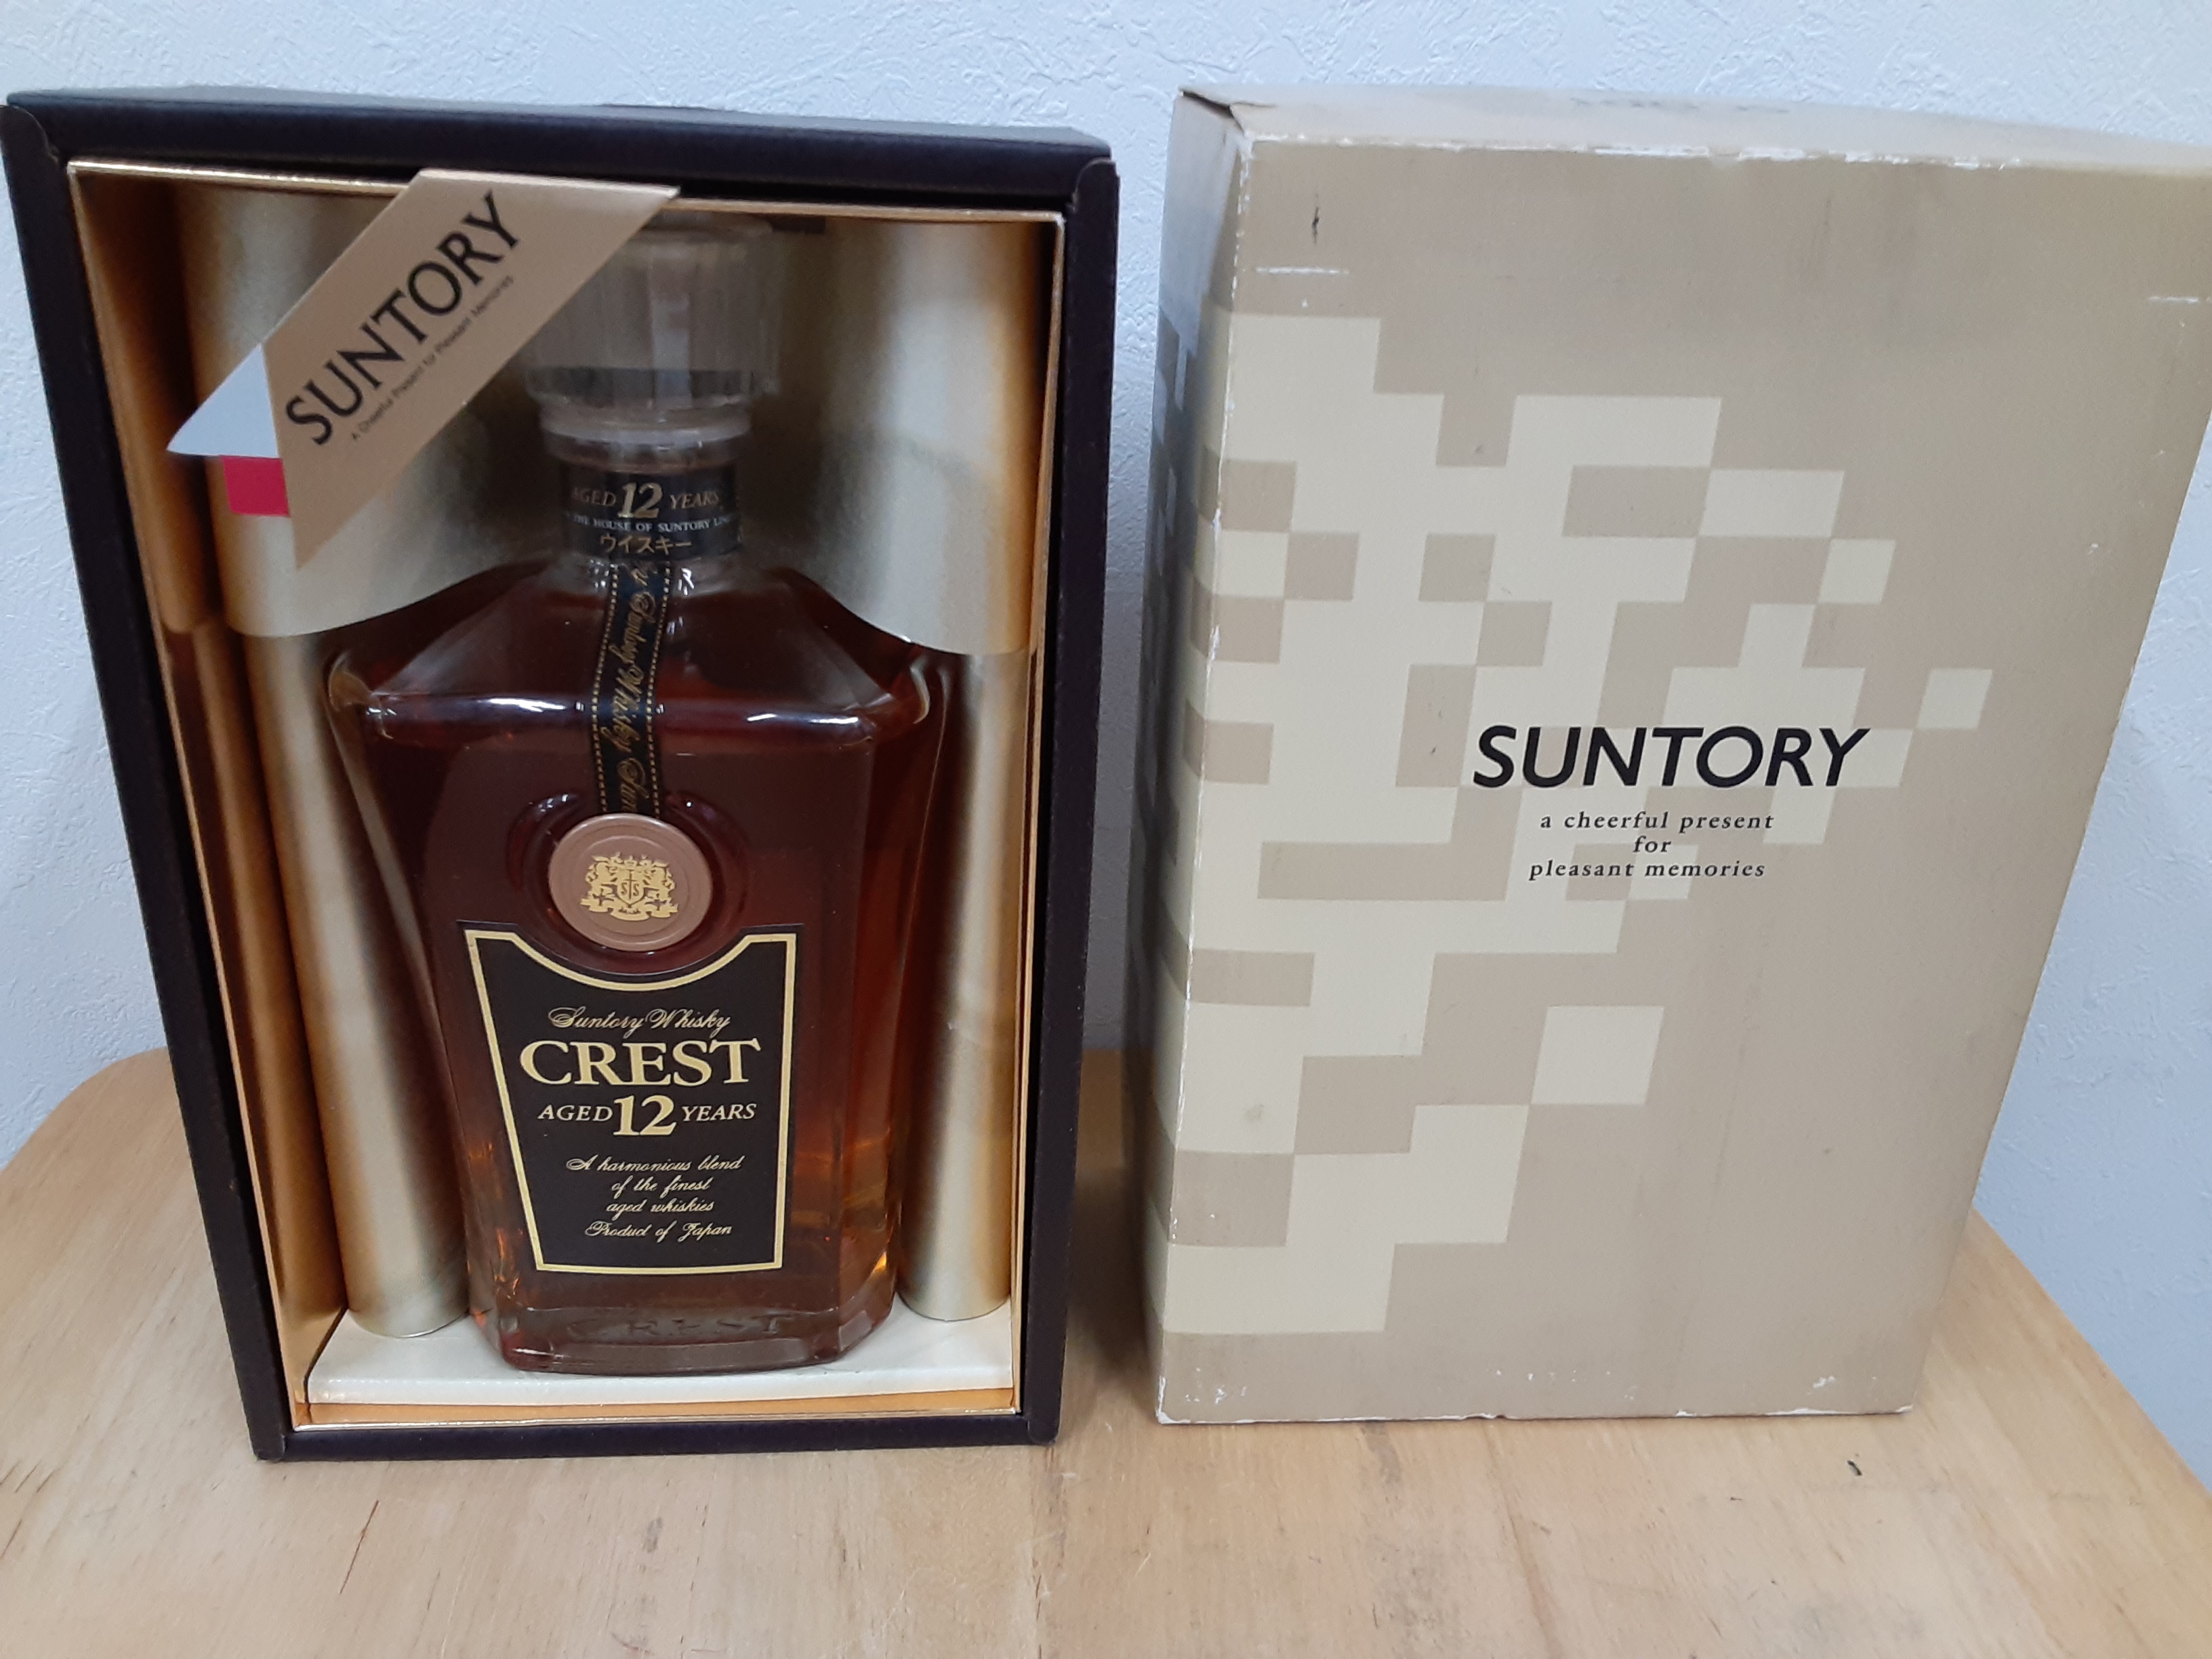 SUNTORY
A Cheerful Present for Pleasant Memories
AGED 12 YEARS
THE HOUSE OF SUNTORY
ウイスキー
Suntory Whisky
Suntory Whisky
CREST
AGED 12 YEARS
A harmonious blend
of the finest
aged whiskies
Product of Japan
CREST
SUNTORY
a cheerful present
for
pleasant memories